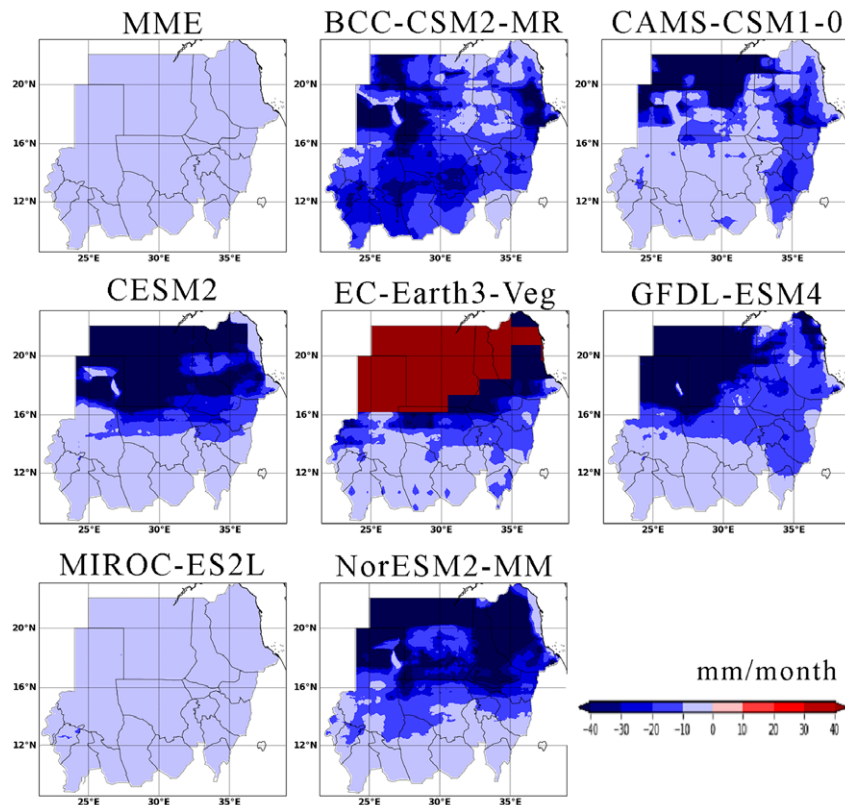 MME BCC-CSM2-MR CAMS-CSM1-0
20°N 20°N 20°N
16°N 16°N 16°N
12°N 12°N 12°N
25°E 30°E 35°E 25°E 30°E 35°E 25°E 30°E 35°E
CESM2 EC-Earth3-Veg GFDL-ESM4
20°N 20°N 20°N
16°N 16°N 16°N
12°N 12°N 12°N
25°E 30°E 35°E 25°E 30°E 35°E 25°E 30°E 35°E
MIROC-ES2L NorESM2-MM
20°N 20°N
16°N 16°N
12°N 12°N
25°E 30°E 35°E 25°E 30°E 35°E
mm/month
−40 −30 −20 −10 0 10 20 30 40